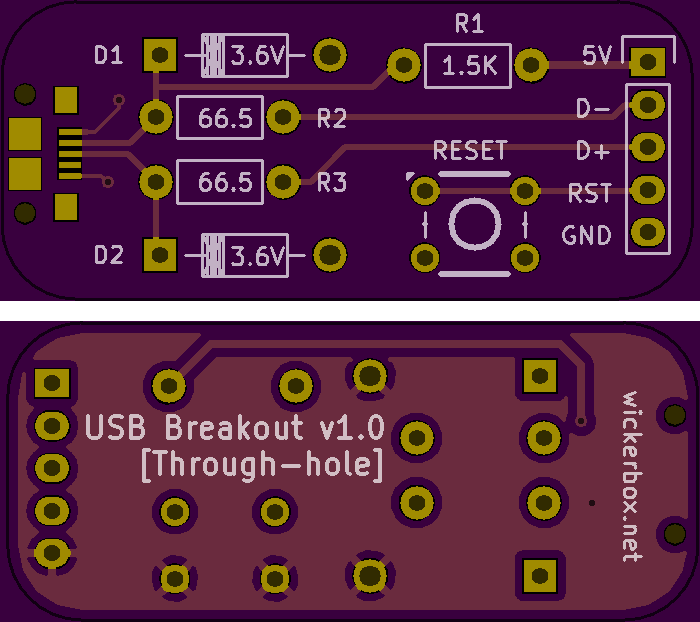 R1
D1 3.6V 1.5K 5V
66.5 R2 D-
66.5 R3 RESET D+
RST
D2 3.6V GND
USB Breakout v1.0
[Through-hole]
wickerbox.net